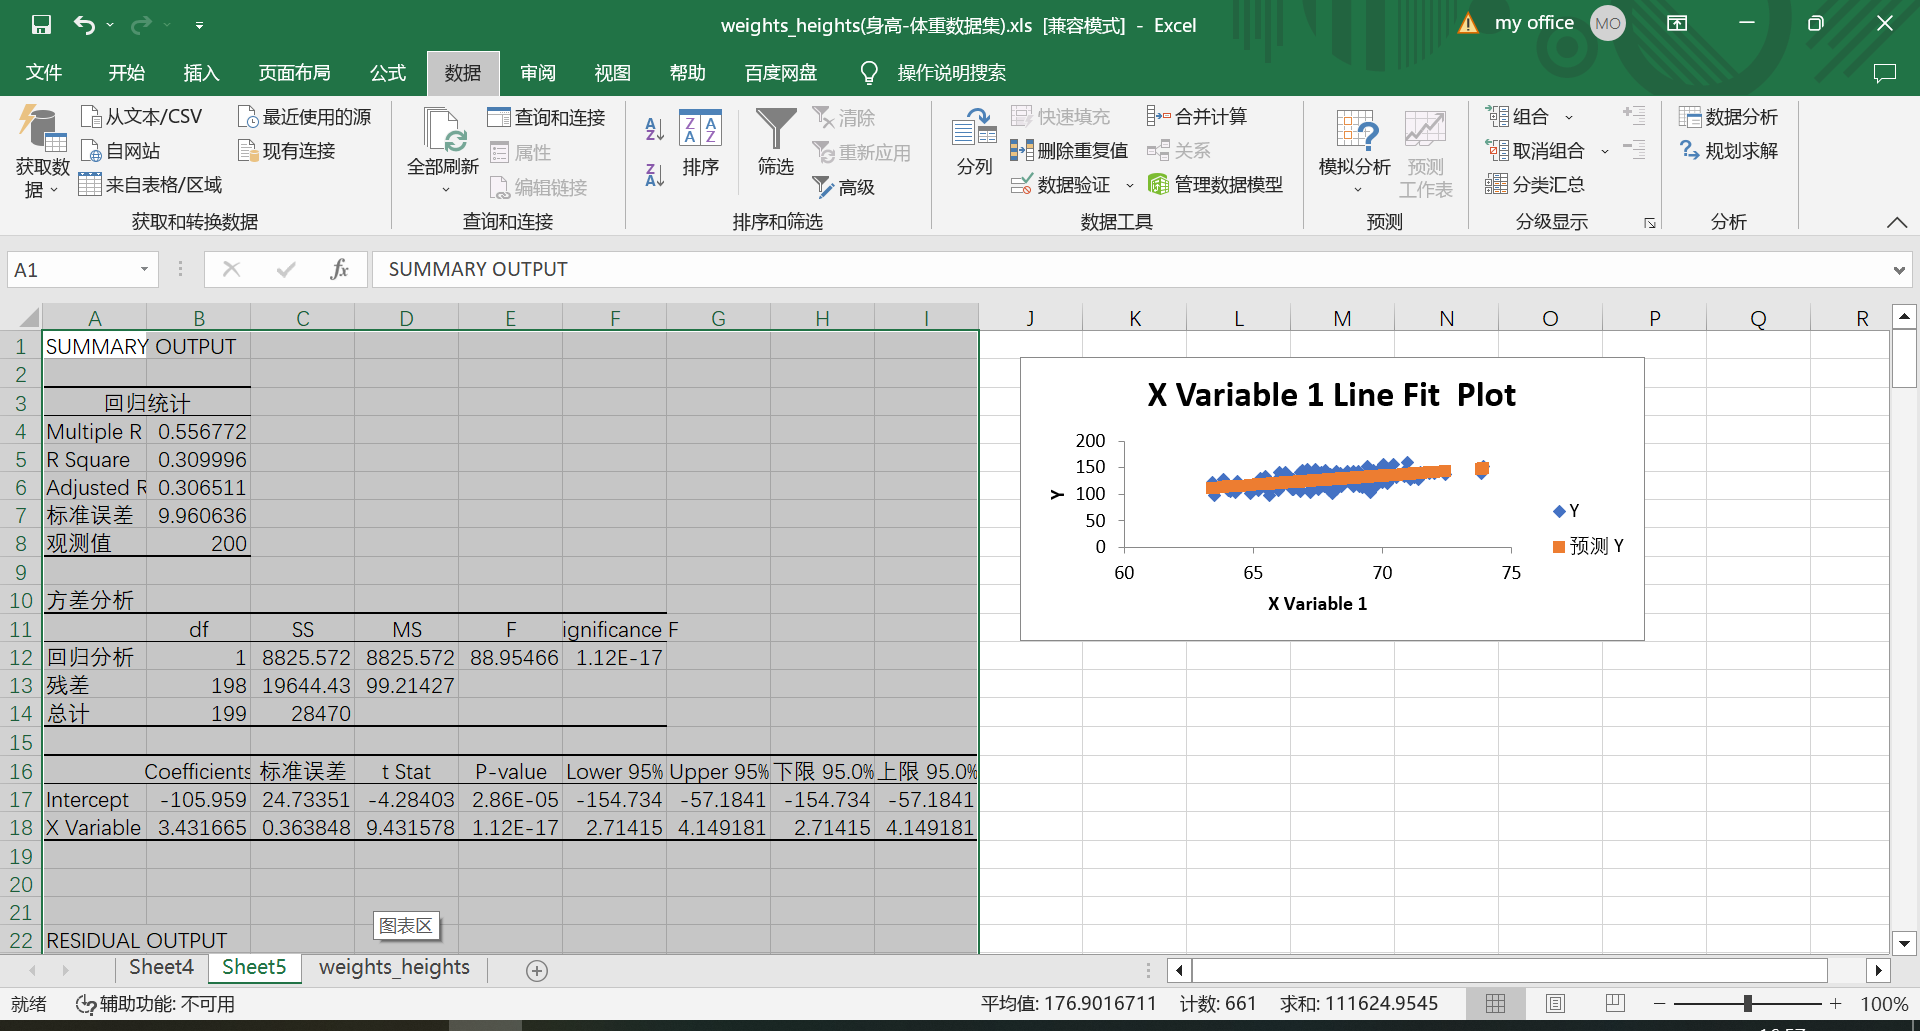 weights_heights(身高-体重数据集).xls [兼容模式] - Excel
my office MO
文件 开始 插入 页面布局 公式 数据 审阅 视图 帮助 百度网盘 操作说明搜索
从文本/CSV 最近使用的源 查询和连接 清除 快速填充 合并计算 组合 数据分析
自网站 现有连接 属性 重新应用 删除重复值 关系 取消组合 规划求解
来自表格/区域 编辑链接 高级 数据验证 管理数据模型 分类汇总
获取数据 全部刷新 排序 筛选 分列 模拟分析 预测工作表
获取和转换数据 查询和连接 排序和筛选 数据工具 预测 分级显示 分析
A1 fx SUMMARY OUTPUT
A B C D E F G H I J K L M N O P Q R
1 SUMMARY OUTPUT
2
3 回归统计
4 Multiple R 0.556772
5 R Square 0.309996
6 Adjusted R 0.306511
7 标准误差 9.960636
8 观测值 200
9
10 方差分析
11 df SS MS F ignificance F
12 回归分析 1 8825.572 8825.572 88.95466 1.12E-17
13 残差 198 19644.43 99.21427
14 总计 199 28470
15
16 Coefficients 标准误差 t Stat P-value Lower 95% Upper 95% 下限 95.0% 上限 95.0%
17 Intercept -105.959 24.73351 -4.28403 2.86E-05 -154.734 -57.1841 -154.734 -57.1841
18 X Variable 3.431665 0.363848 9.431578 1.12E-17 2.71415 4.149181 2.71415 4.149181
19
20
21
图表区
22 RESIDUAL OUTPUT
X Variable 1 Line Fit Plot
200
150
100
50
0
Y
60 65 70 75
X Variable 1
Y
预测 Y
Sheet4 Sheet5 weights_heights
就绪 辅助功能: 不可用 平均值: 176.9016711 计数: 661 求和: 111624.9545 100%